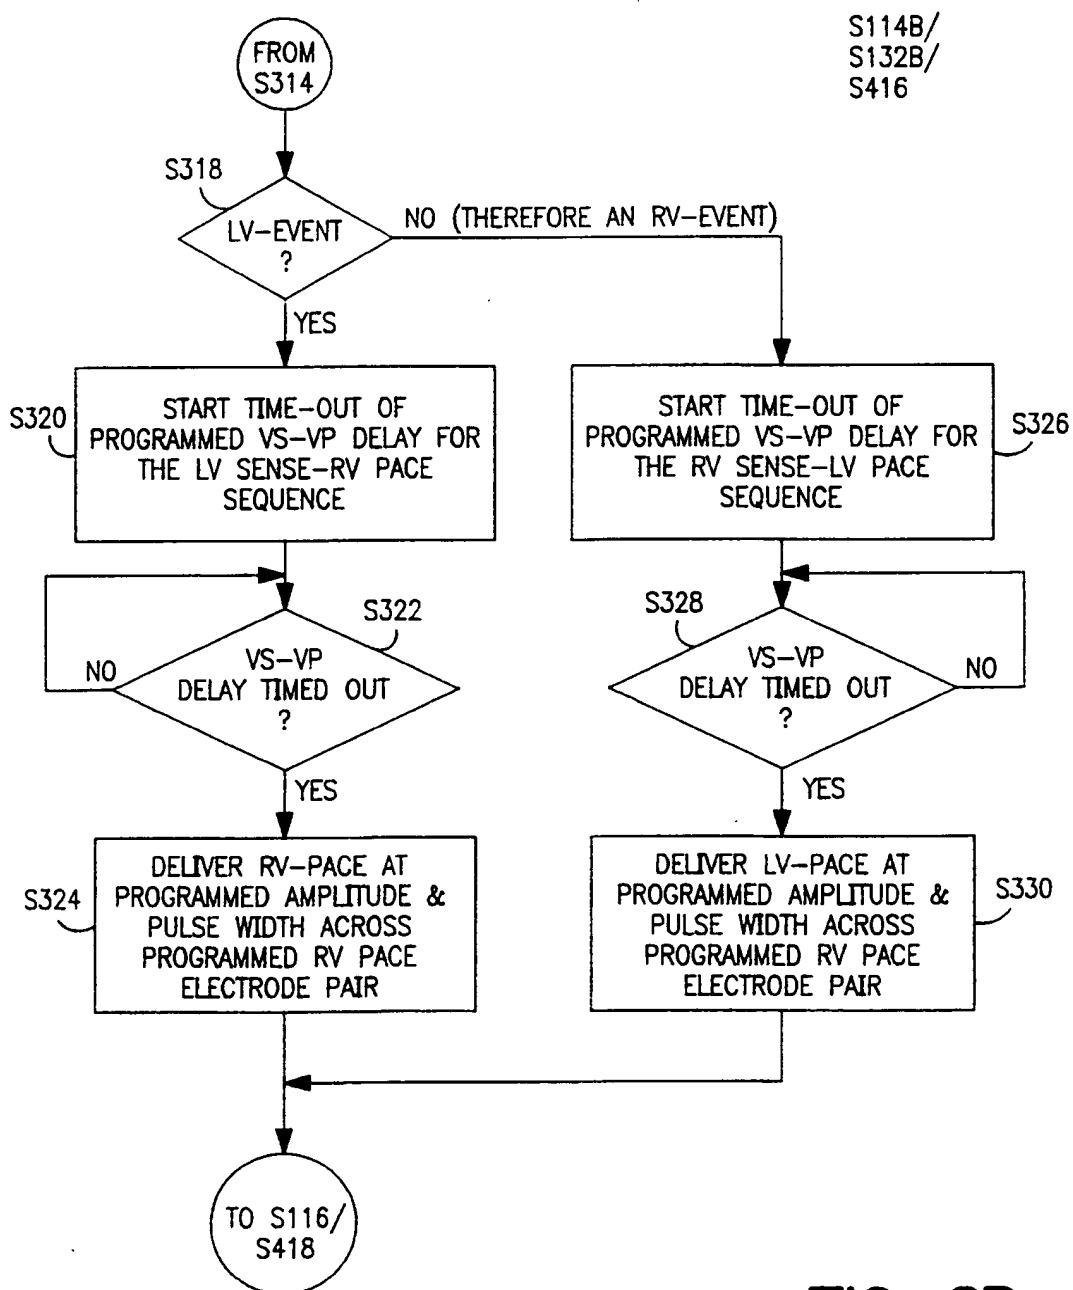 S114B/
S132B/
S416
FROM
S314
S318
LV-EVENT
?
NO (THEREFORE AN RV-EVENT)
YES
S320
START TIME-OUT OF
PROGRAMMED VS-VP DELAY FOR
THE LV SENSE-RV PACE
SEQUENCE
START TIME-OUT OF
PROGRAMMED VS-VP DELAY FOR
THE RV SENSE-LV PACE
SEQUENCE
S326
S322
VS-VP
DELAY TIMED OUT
?
NO
YES
S328
VS-VP
DELAY TIMED OUT
?
NO
YES
S324
DELIVER RV-PACE AT
PROGRAMMED AMPLITUDE &
PULSE WIDTH ACROSS
PROGRAMMED RV PACE
ELECTRODE PAIR
DELIVER LV-PACE AT
PROGRAMMED AMPLITUDE &
PULSE WIDTH ACROSS
PROGRAMMED RV PACE
ELECTRODE PAIR
S330
TO S116/
S418